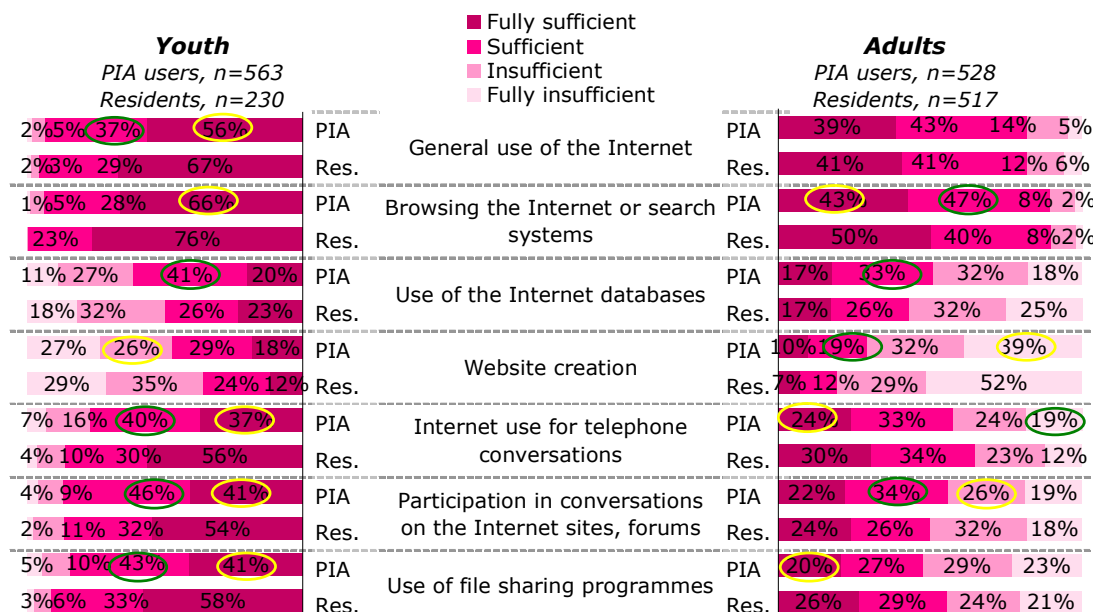 Fully sufficient
Sufficient
Insufficient
Fully insufficient
Youth
PIA users, n=563
Residents, n=230
Adults
PIA users, n=528
Residents, n=517
2% 5% 37% 56% PIA General use of the Internet PIA 39% 43% 14% 5%
2% 3% 29% 67% Res. Res. 41% 41% 12% 6%
1% 5% 28% 66% PIA Browsing the Internet or search PIA 43% 47% 8% 2%
23% 76% Res. systems Res. 50% 40% 8% 2%
11% 27% 41% 20% PIA Use of the Internet databases PIA 17% 33% 32% 18%
18% 32% 26% 23% Res. Res. 17% 26% 32% 25%
27% 26% 29% 18% PIA Website creation PIA 10% 19% 32% 39%
29% 35% 24% 12% Res. Res. 7% 12% 29% 52%
7% 16% 40% 37% PIA Internet use for telephone PIA 24% 33% 24% 19%
4% 10% 30% 56% Res. conversations Res. 30% 34% 23% 12%
4% 9% 46% 41% PIA Participation in conversations PIA 22% 34% 26% 19%
2% 11% 32% 54% Res. on the Internet sites, forums Res. 24% 26% 32% 18%
5% 10% 43% 41% PIA Use of file sharing programmes PIA 20% 27% 29% 23%
3% 6% 33% 58% Res. Res. 26% 29% 24% 21%